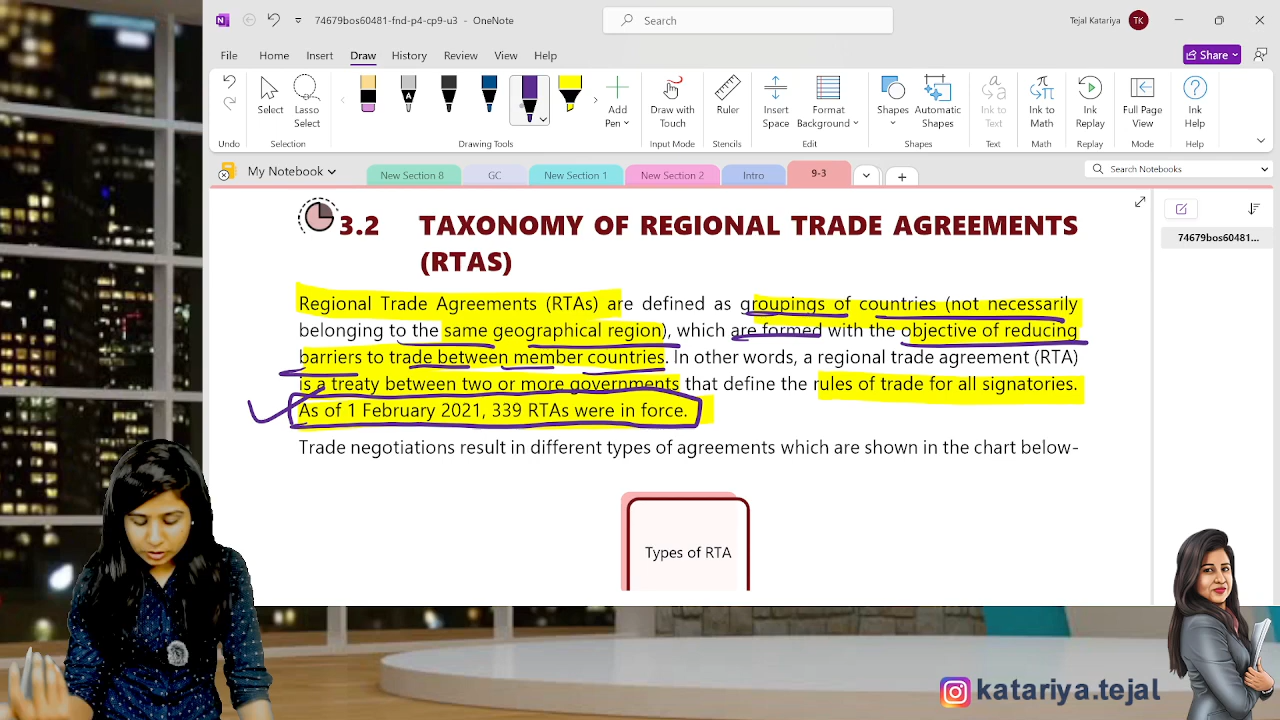 74679bos60481-fnd-p4-cp9-u3 - OneNote
Search
Tejal Katariya
TK
File Home Insert Draw History Review View Help
Share
Undo
Select
Lasso Select
Selection
Drawing Tools
Add Pen
Draw with Touch
Input Mode
Ruler
Stencils
Insert Space
Format Background
Edit
Shapes
Automatic Shapes
Shapes
Ink to Text
Text
Ink to Math
Math
Ink Replay
Replay
Full Page View
Mode
Ink Help
Help
My Notebook
New Section 8
GC
New Section 1
New Section 2
Intro
9-3
Search Notebooks
74679bos60481...
3.2 TAXONOMY OF REGIONAL TRADE AGREEMENTS
(RTAS)
Regional Trade Agreements (RTAs) are defined as groupings of countries (not necessarily
belonging to the same geographical region), which are formed with the objective of reducing
barriers to trade between member countries. In other words, a regional trade agreement (RTA)
is a treaty between two or more governments that define the rules of trade for all signatories.
As of 1 February 2021, 339 RTAs were in force.
Trade negotiations result in different types of agreements which are shown in the chart below-
Types of RTA
katariya.tejal